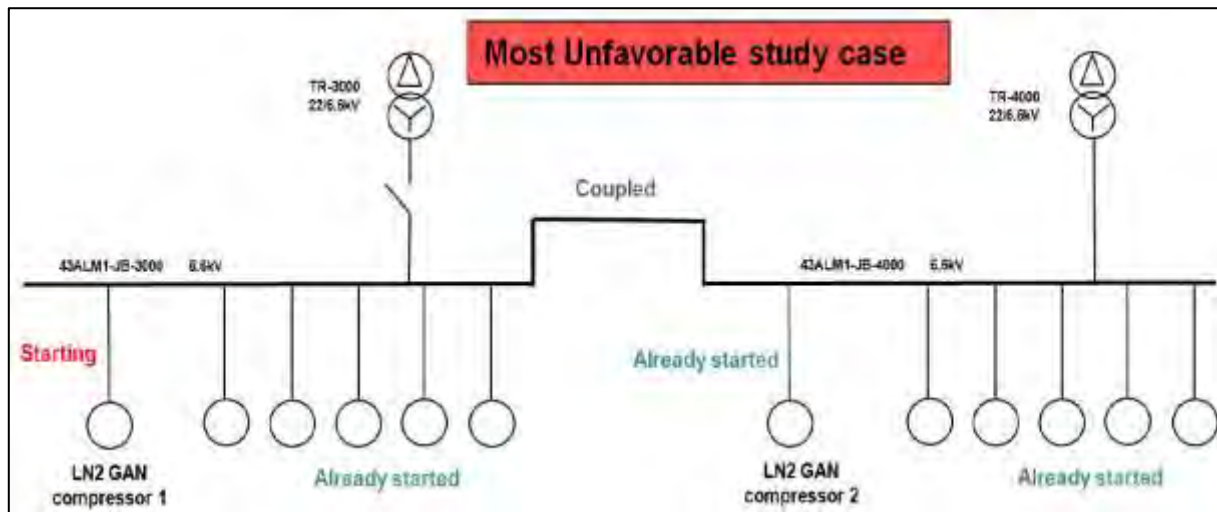 Most Unfavorable study case
TR-3000
22/6.6kV
TR-4000
22/6.6kV
Coupled
43ALM1-JB-3000 6.6kV
43ALM1-JB-4000 6.6kV
Starting
Already started
LN2 GAN
compressor 1
Already started
LN2 GAN
compressor 2
Already started